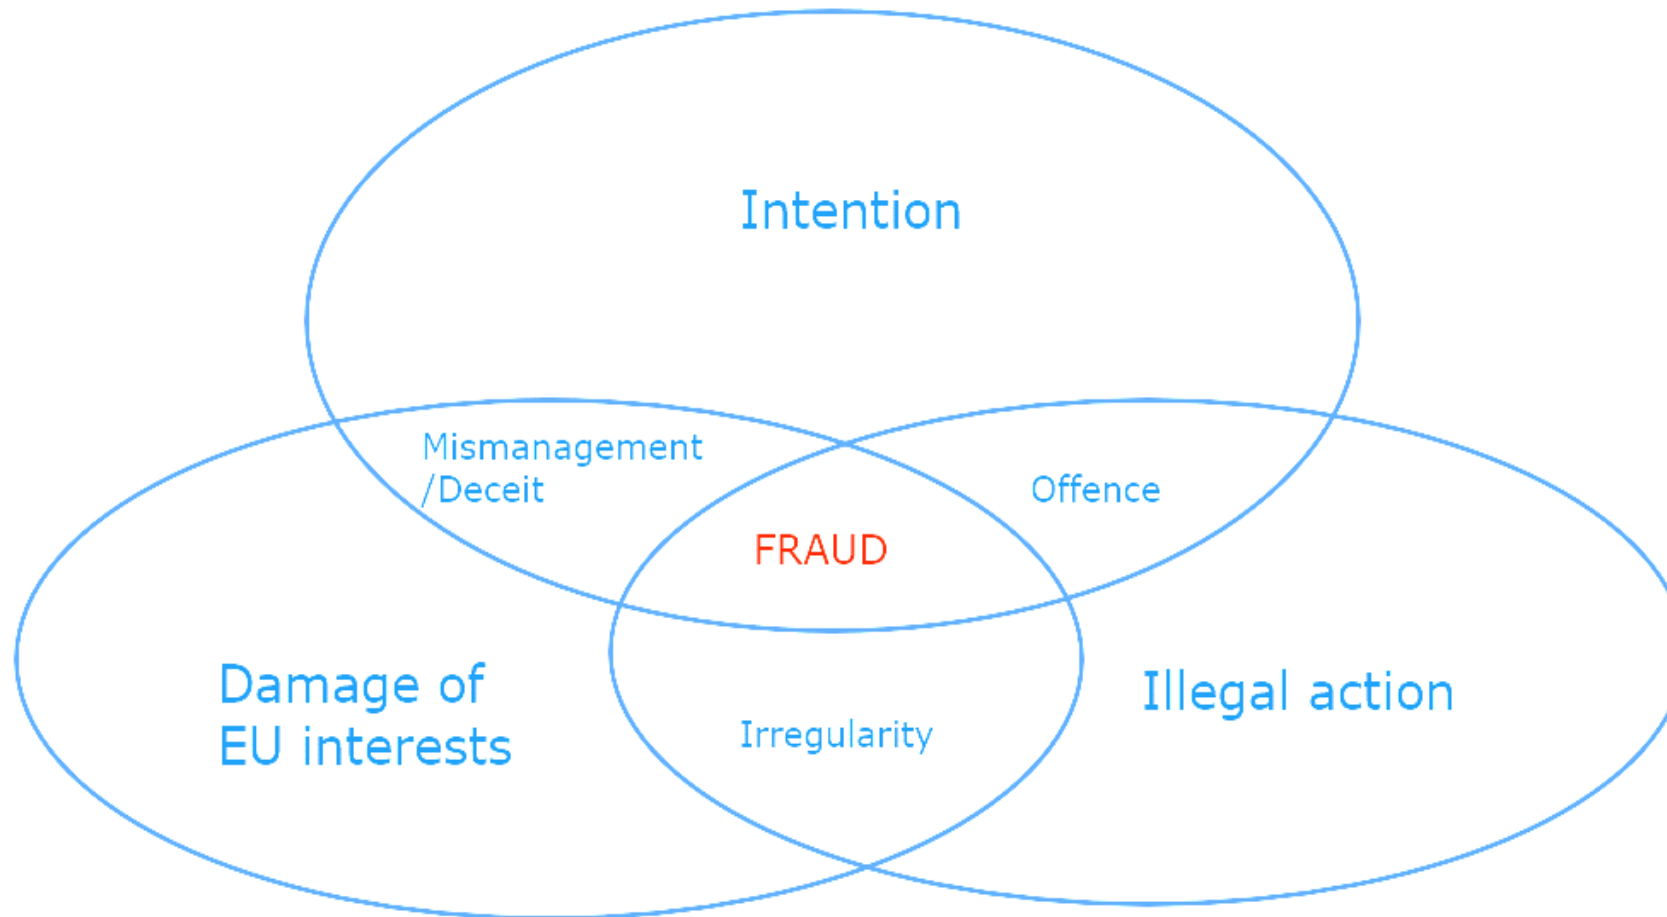 Intention
Mismanagement
/Deceit
Offence
FRAUD
Damage of
EU interests
Illegal action
Irregularity